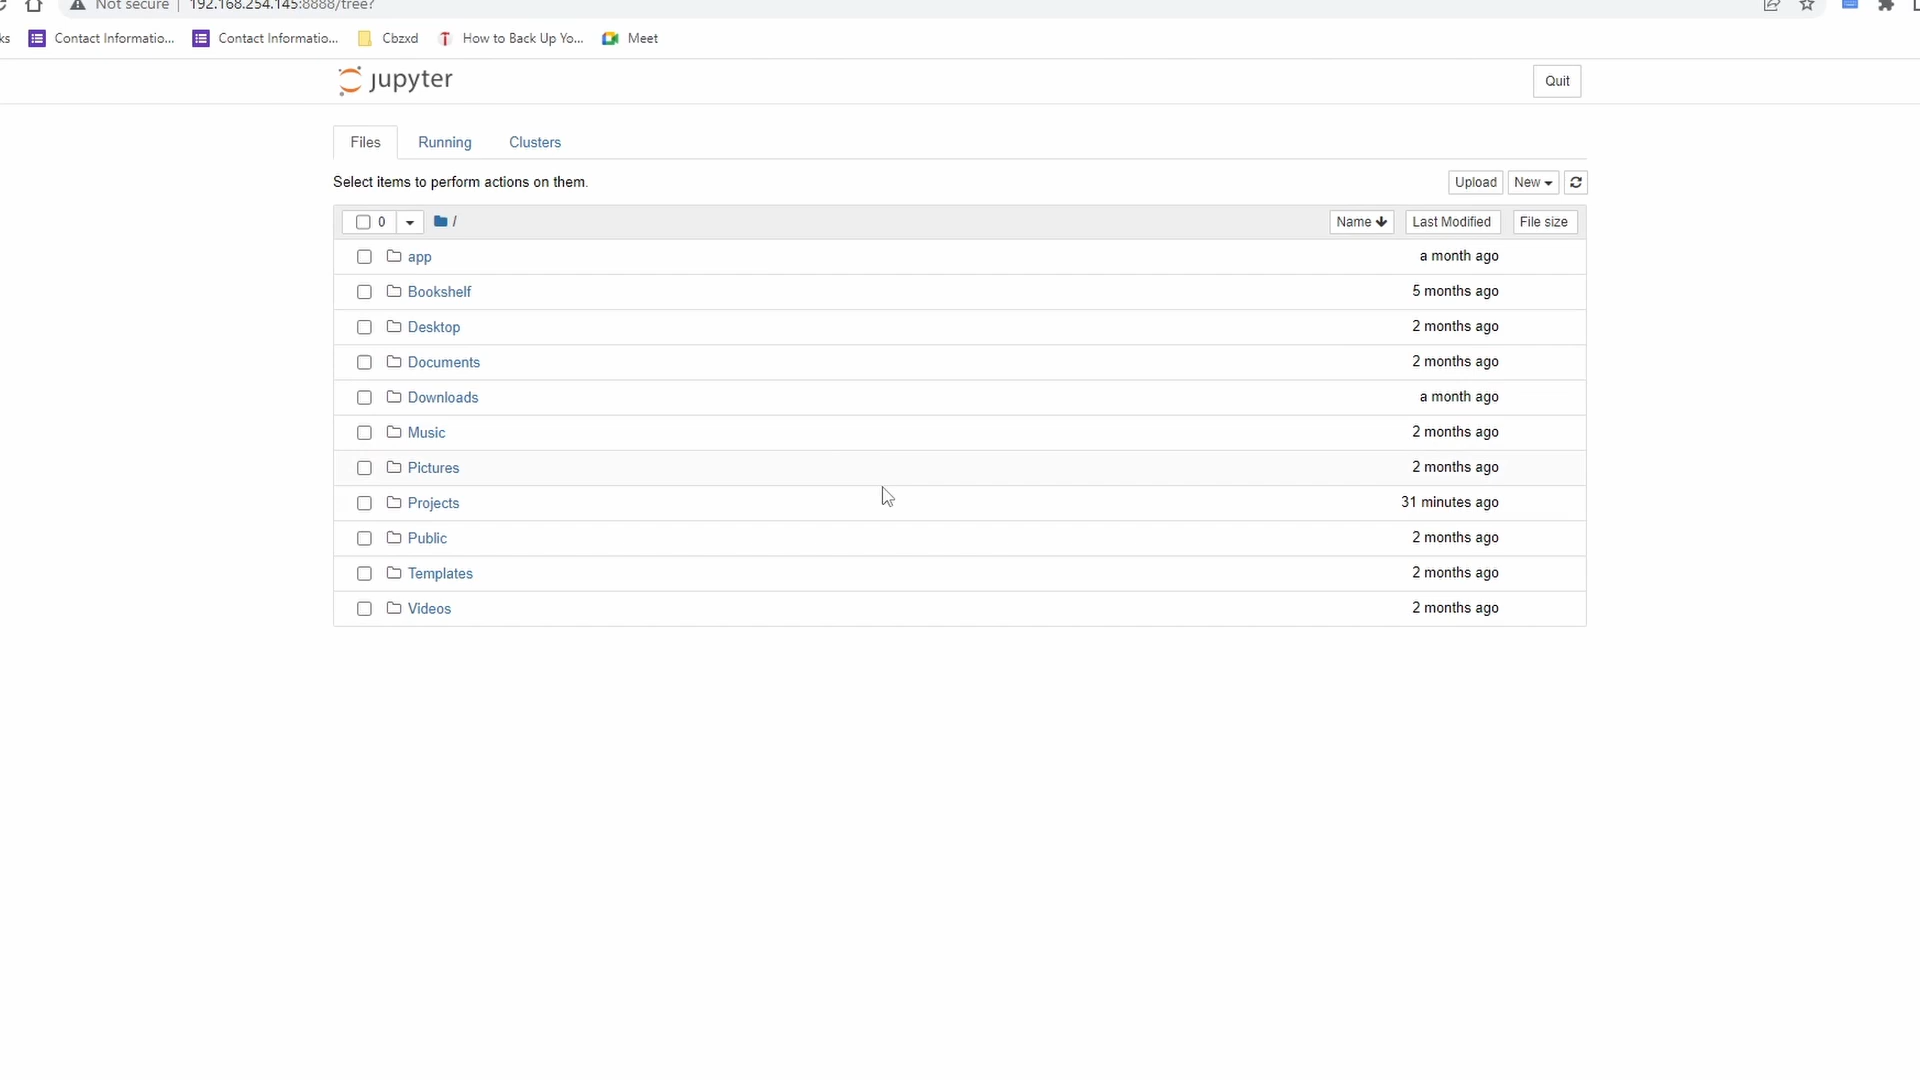 Not secure | 192.168.254.145:8888/tree?
ks Contact Informatio... Contact Informatio... Cbzxd How to Back Up Yo... Meet
jupyter Quit
Files Running Clusters
Select items to perform actions on them. Upload New
0 / Name Last Modified File size
app a month ago
Bookshelf 5 months ago
Desktop 2 months ago
Documents 2 months ago
Downloads a month ago
Music 2 months ago
Pictures 2 months ago
Projects 31 minutes ago
Public 2 months ago
Templates 2 months ago
Videos 2 months ago